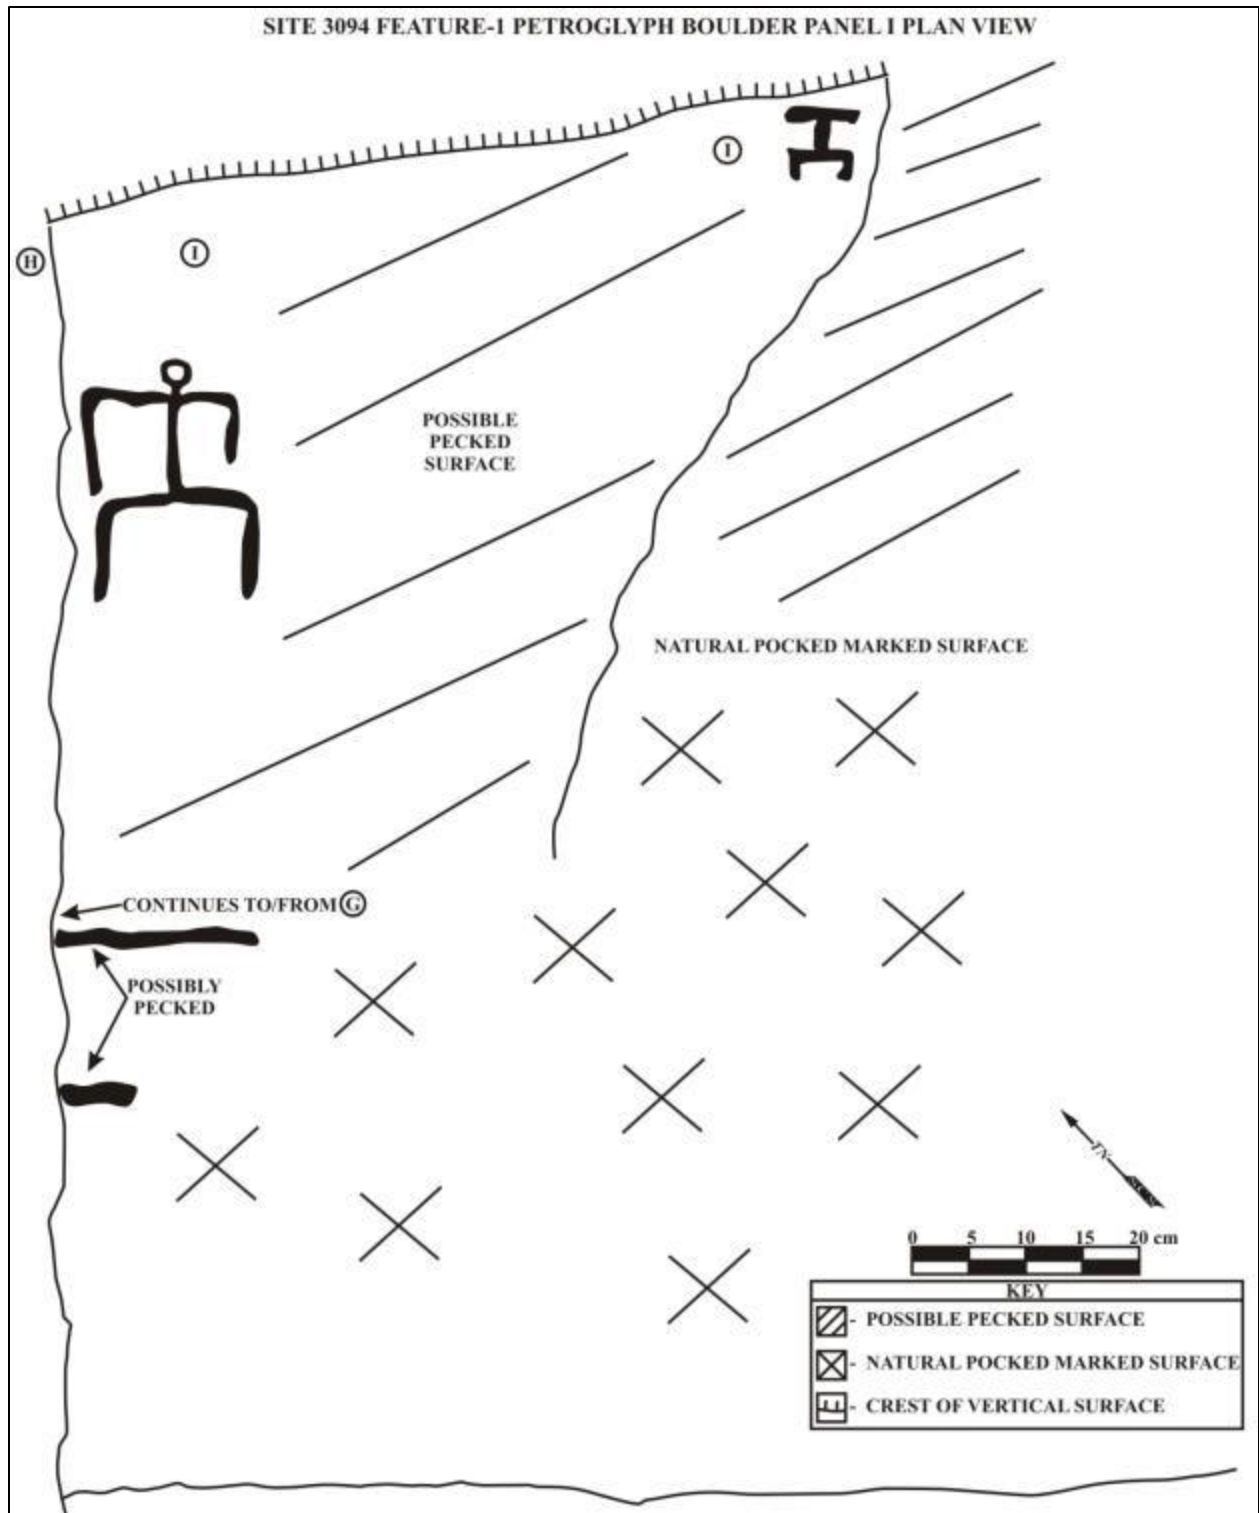 SITE 3094 FEATURE-1 PETROGLYPH BOULDER PANEL I PLAN VIEW
I
H
I
POSSIBLE
PECKED
SURFACE
NATURAL POCKED MARKED SURFACE
CONTINUES TO/FROM G
POSSIBLY
PECKED
TN
0 5 10 15 20 cm
KEY
- POSSIBLE PECKED SURFACE
- NATURAL POCKED MARKED SURFACE
- CREST OF VERTICAL SURFACE